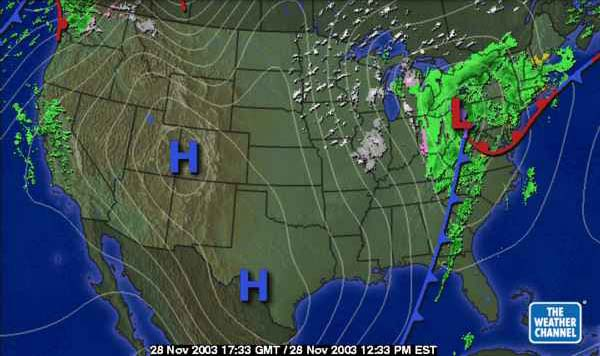 L
H
H
THE
WEATHER
CHANNEL
28 Nov 2003 17:33 GMT / 28 Nov 2003 12:33 PM EST